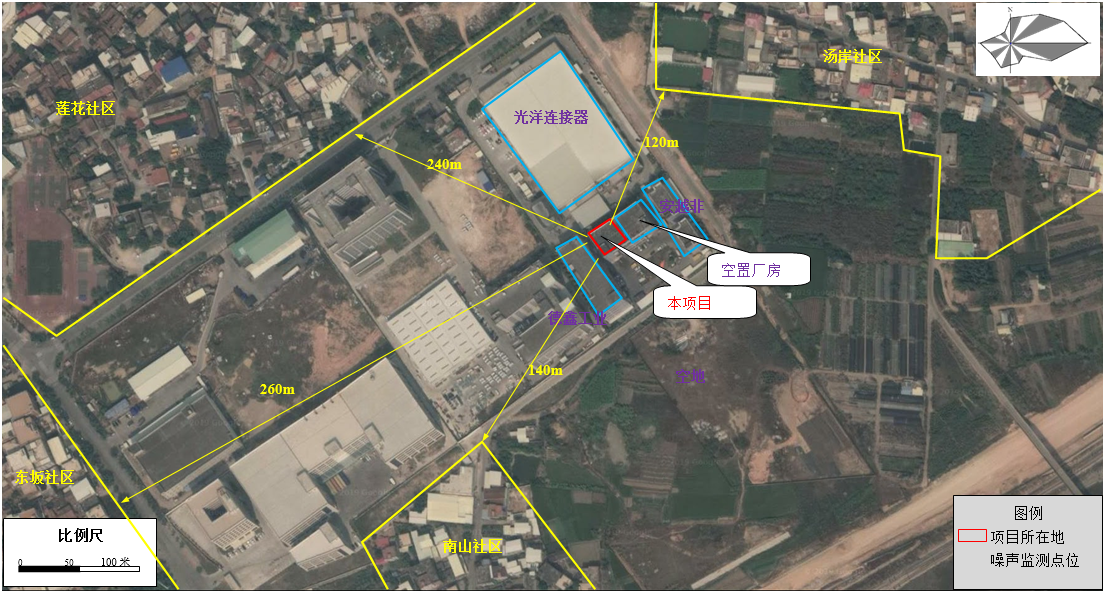 N
汤岸社区
莲花社区
光洋连接器
120m
240m
安越非
空置厂房
本项目
德鑫工业
140m
空地
260m
东坂社区
南山社区
比例尺
0 50 100 米
图例
项目所在地
噪声监测点位